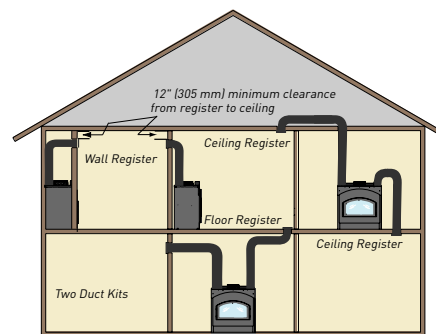 12" (305 mm) minimum clearance
from register to ceiling
Ceiling Register
Wall Register
Floor Register
Ceiling Register
Two Duct Kits